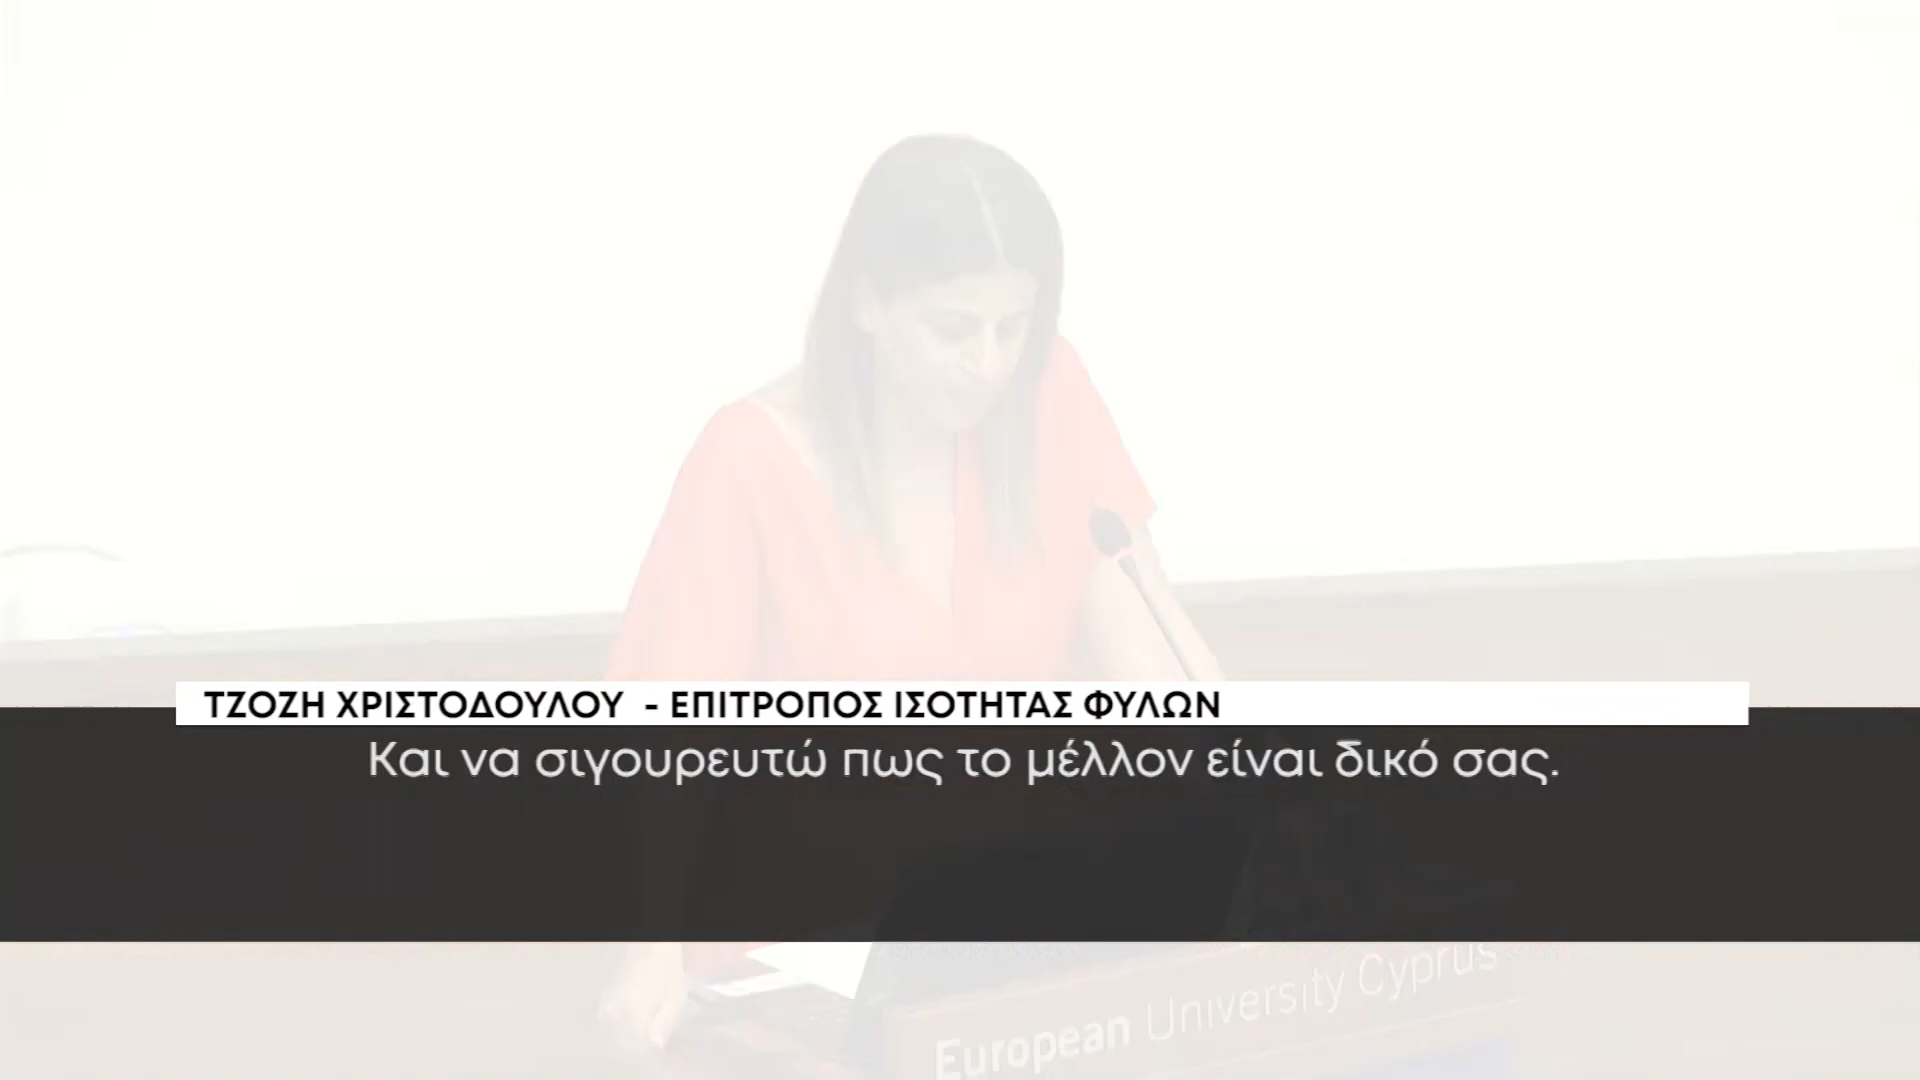 ΤΖΟΖΗ ΧΡΙΣΤΟΔΟΥΛΟΥ - ΕΠΙΤΡΟΠΟΣ ΙΣΟΤΗΤΑΣ ΦΥΛΩΝ
Και να σιγουρευτώ πως το μέλλον είναι δικό σας.
European University Cyprus